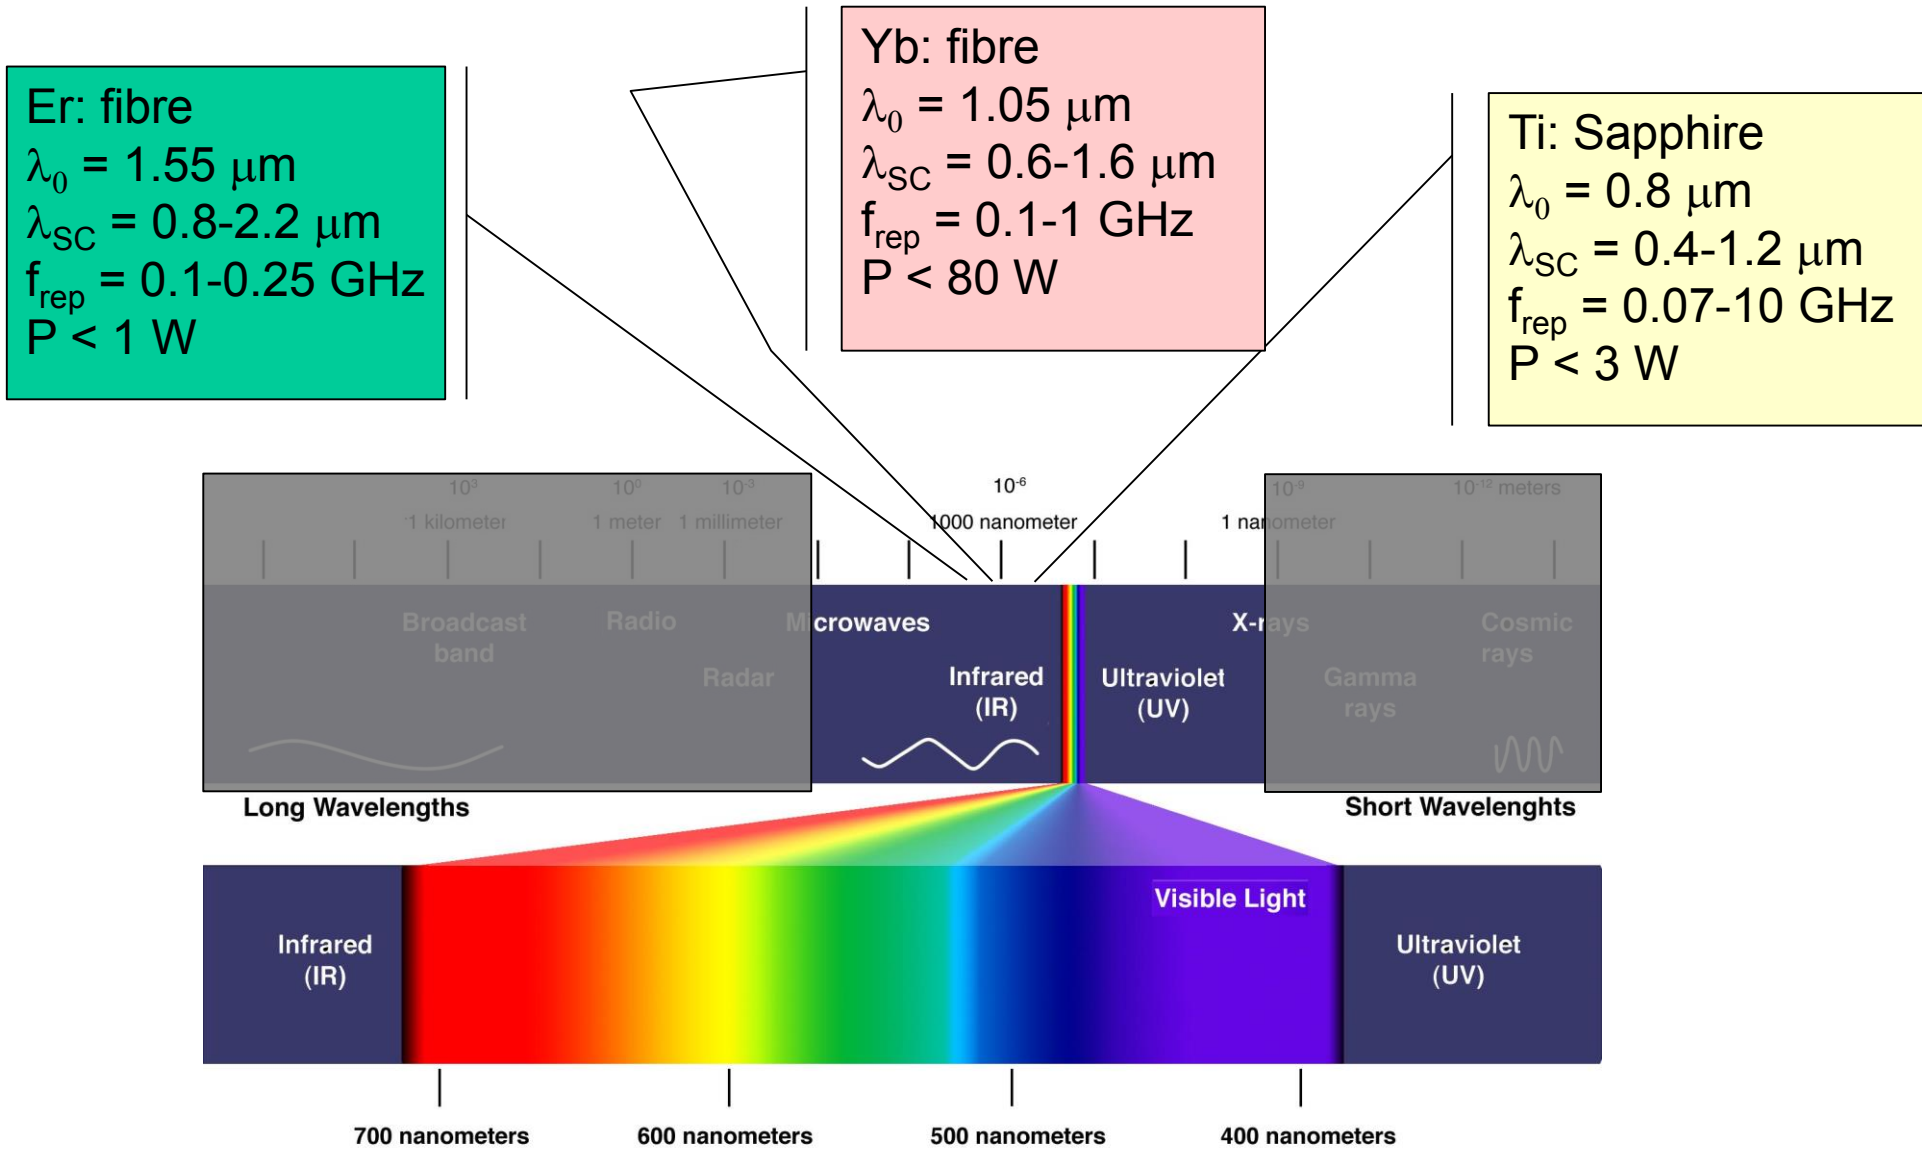 Er: fibre
λ0 = 1.55 μm
λSC = 0.8-2.2 μm
frep = 0.1-0.25 GHz
P < 1 W
Yb: fibre
λ0 = 1.05 μm
λSC = 0.6-1.6 μm
frep = 0.1-1 GHz
P < 80 W
Ti: Sapphire
λ0 = 0.8 μm
λSC = 0.4-1.2 μm
frep = 0.07-10 GHz
P < 3 W
10³ 10⁰ 10⁻³ 10⁻⁶ 10⁻⁹ 10⁻¹² meters
1 kilometer 1 meter 1 millimeter 1000 nanometer 1 nanometer
Broadcast
band
Radio
Radar
Microwaves
Infrared
(IR)
Ultraviolet
(UV)
X-rays
Gamma
rays
Cosmic
rays
Long Wavelengths
Short Wavelenghts
Infrared
(IR)
Visible Light
Ultraviolet
(UV)
700 nanometers 600 nanometers 500 nanometers 400 nanometers